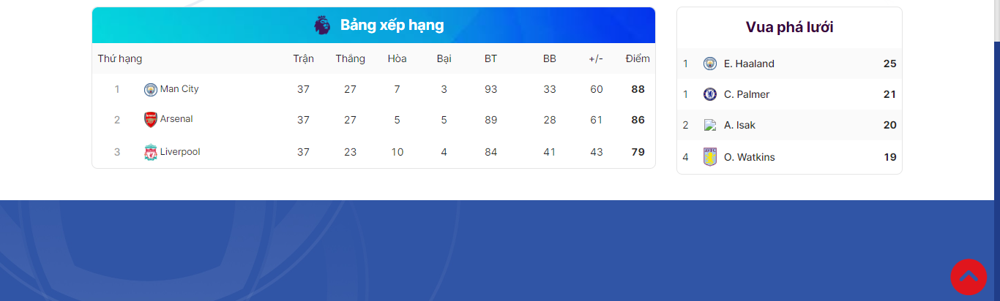 Bảng xếp hạng
Thứ hạng Trận Thắng Hòa Bại BT BB +/- Điểm
1 Man City 37 27 7 3 93 33 60 88
2 Arsenal 37 27 5 5 89 28 61 86
3 Liverpool 37 23 10 4 84 41 43 79
Vua phá lưới
1 E. Haaland 25
1 C. Palmer 21
2 A. Isak 20
4 O. Watkins 19